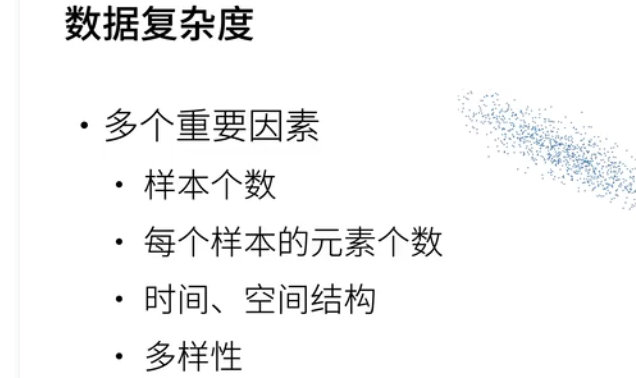 数据复杂度
• 多个重要因素
• 样本个数
• 每个样本的元素个数
• 时间、空间结构
• 多样性